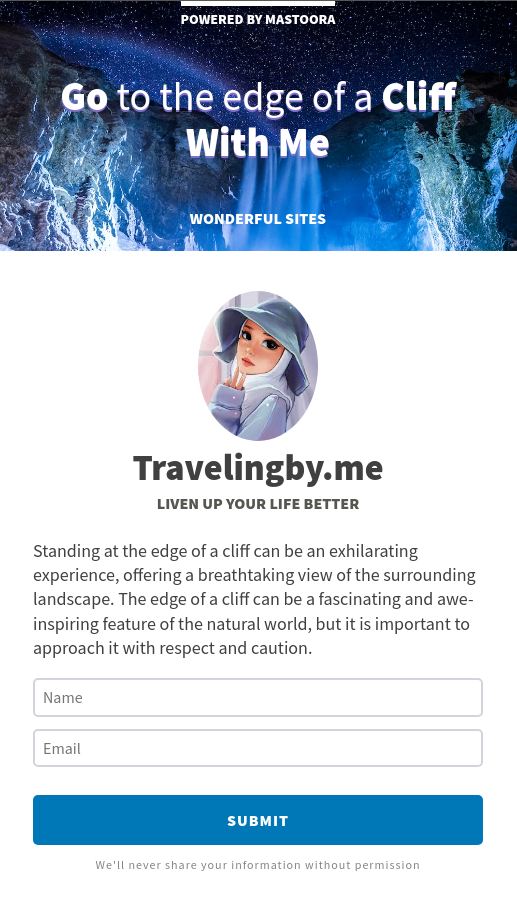 POWERED BY MASTOORA
Go to the edge of a Cliff
With Me
WONDERFUL SITES
Travelingby.me
LIVEN UP YOUR LIFE BETTER
Standing at the edge of a cliff can be an exhilarating
experience, offering a breathtaking view of the surrounding
landscape. The edge of a cliff can be a fascinating and awe-
inspiring feature of the natural world, but it is important to
approach it with respect and caution.
Name
Email
SUBMIT
We'll never share your information without permission